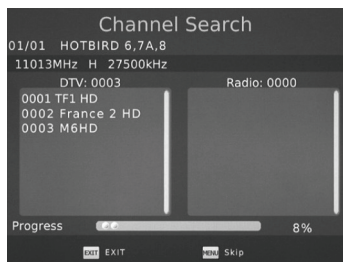 Channel Search
01/01 HOTBIRD 6,7A,8
11013MHz H 27500kHz
DTV: 0003
Radio: 0000
0001 TF1 HD
0002 France 2 HD
0003 M6HD
Progress
8%
EXIT EXIT
MENU Skip